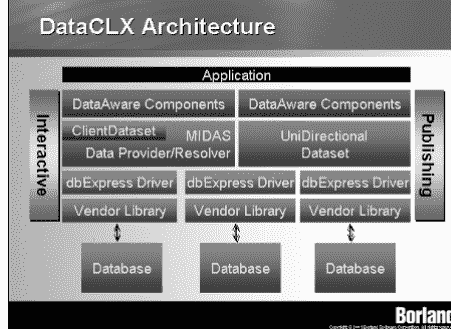 DataCLX Architecture
Application
Interactive
DataAware Components
DataAware Components
Publishing
ClientDataset
MIDAS
Data Provider/Resolver
UniDirectional
Dataset
dbExpress Driver
dbExpress Driver
dbExpress Driver
Vendor Library
Vendor Library
Vendor Library
Database
Database
Database
Borland